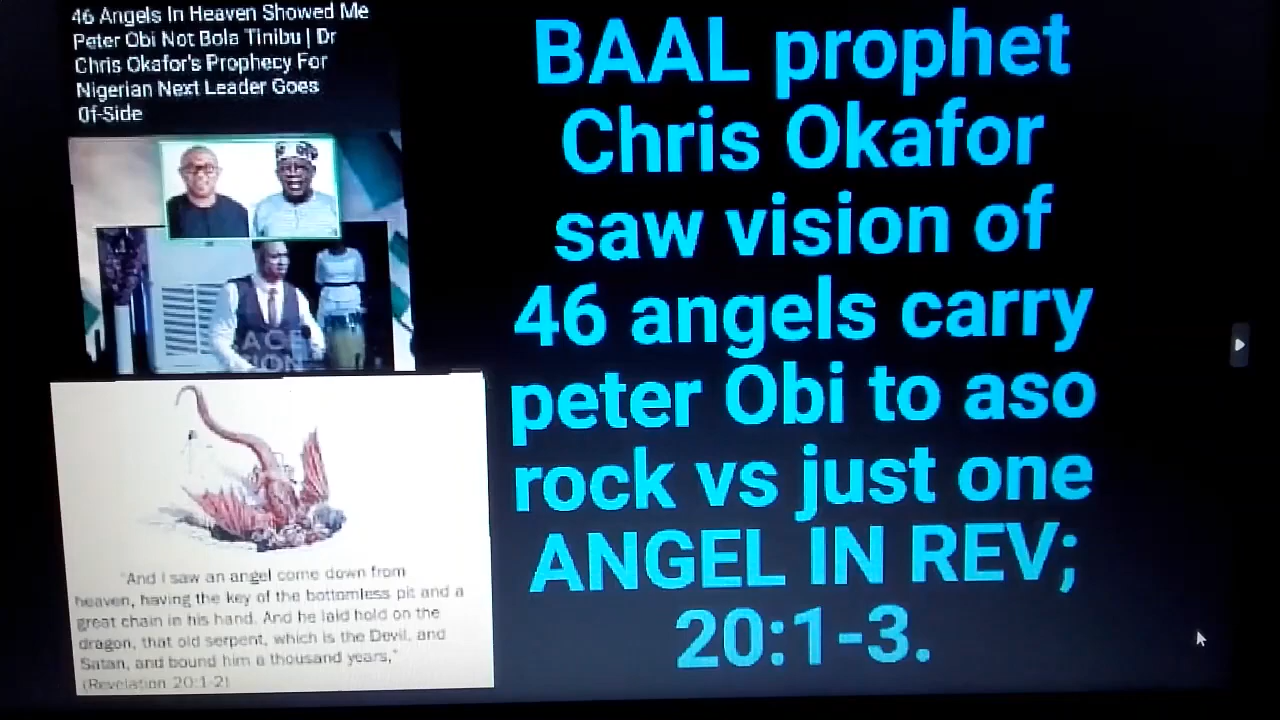 46 Angels In Heaven Showed Me
Peter Obi Not Bola Tinibu | Dr
Chris Okafor's Prophecy For
Nigerian Next Leader Goes
Of-Side
BAAL prophet
Chris Okafor
saw vision of
46 angels carry
peter Obi to aso
rock vs just one
ANGEL IN REV;
20:1-3.
"And I saw an angel come down from
heaven, having the key of the bottomless pit and a
great chain in his hand. And he laid hold on the
dragon, that old serpent, which is the Devil, and
Satan, and bound him a thousand years,"
(Revelation 20:1-2)